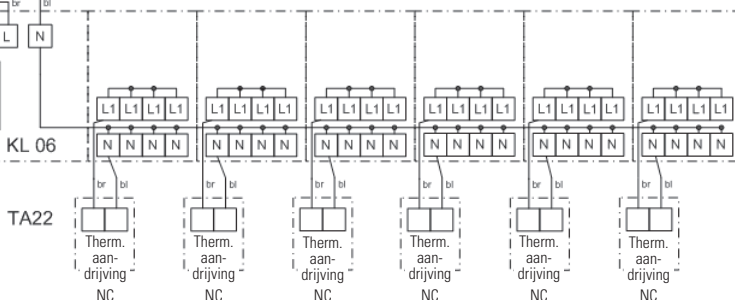 br bl
L N
L1 L1 L1 L1 L1 L1 L1 L1 L1 L1 L1 L1 L1 L1 L1 L1 L1 L1 L1 L1 L1 L1 L1 L1
KL 06 N N N N N N N N N N N N N N N N N N N N N N N N
br bl br bl br bl br bl br bl br bl
TA22
Therm. Therm. Therm. Therm. Therm. Therm.
aan- aan- aan- aan- aan- aan-
drijving drijving drijving drijving drijving drijving
NC NC NC NC NC NC